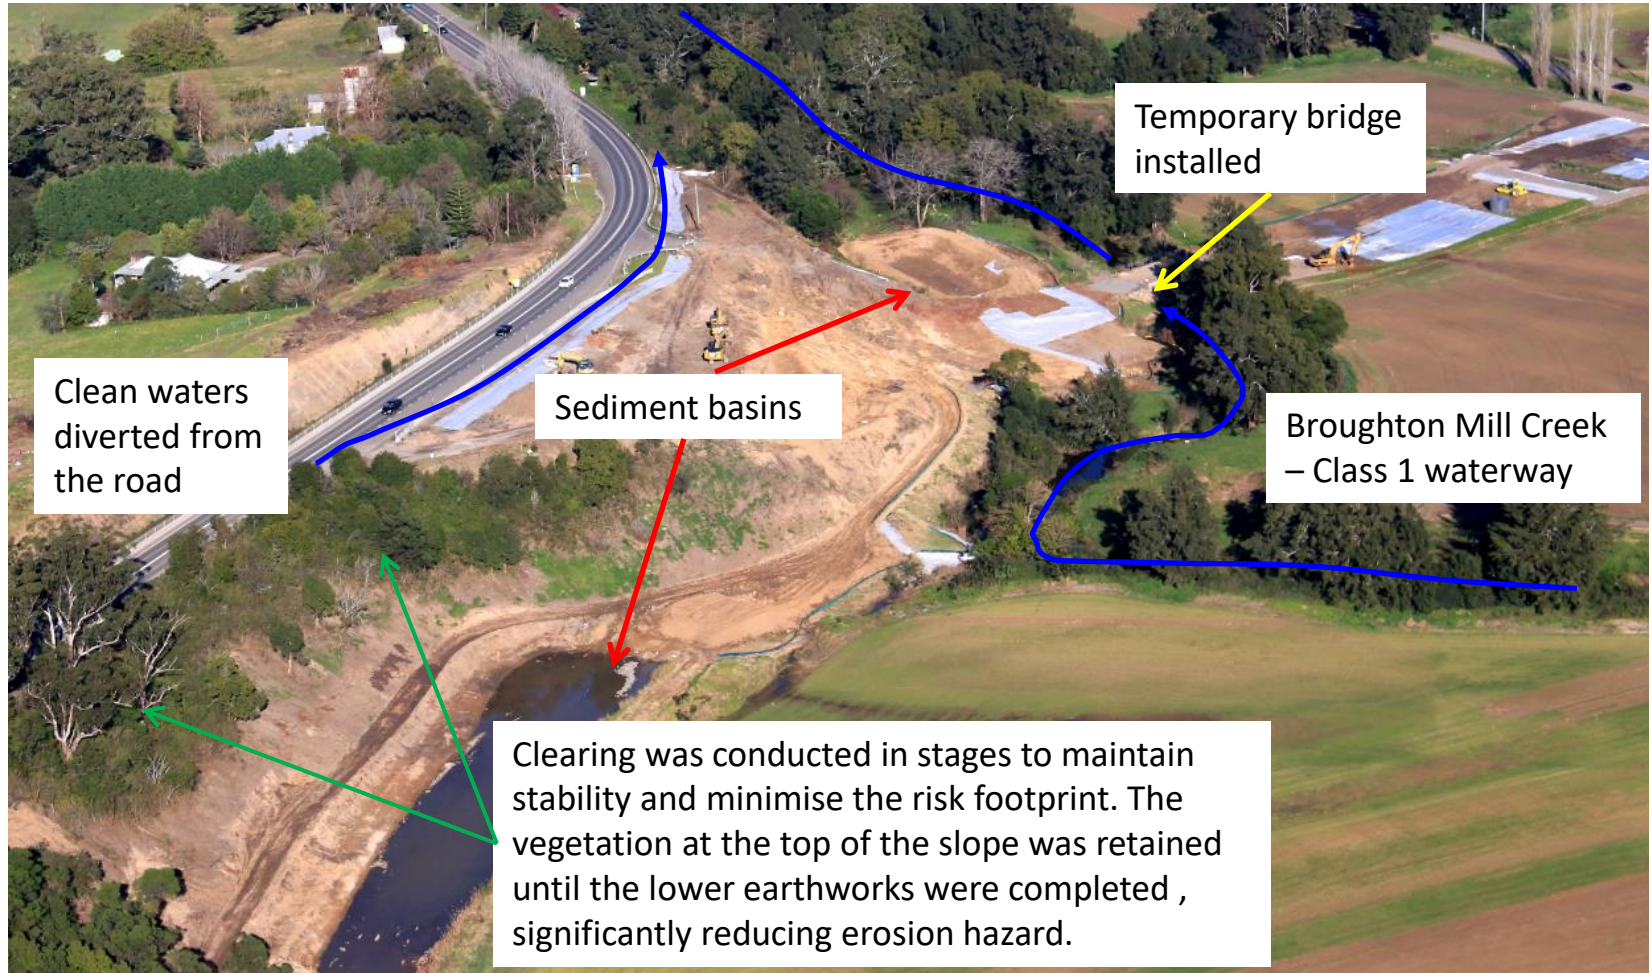 Temporary bridge
installed
Clean waters
diverted from
the road
Sediment basins
Broughton Mill Creek
– Class 1 waterway
Clearing was conducted in stages to maintain
stability and minimise the risk footprint. The
vegetation at the top of the slope was retained
until the lower earthworks were completed ,
significantly reducing erosion hazard.